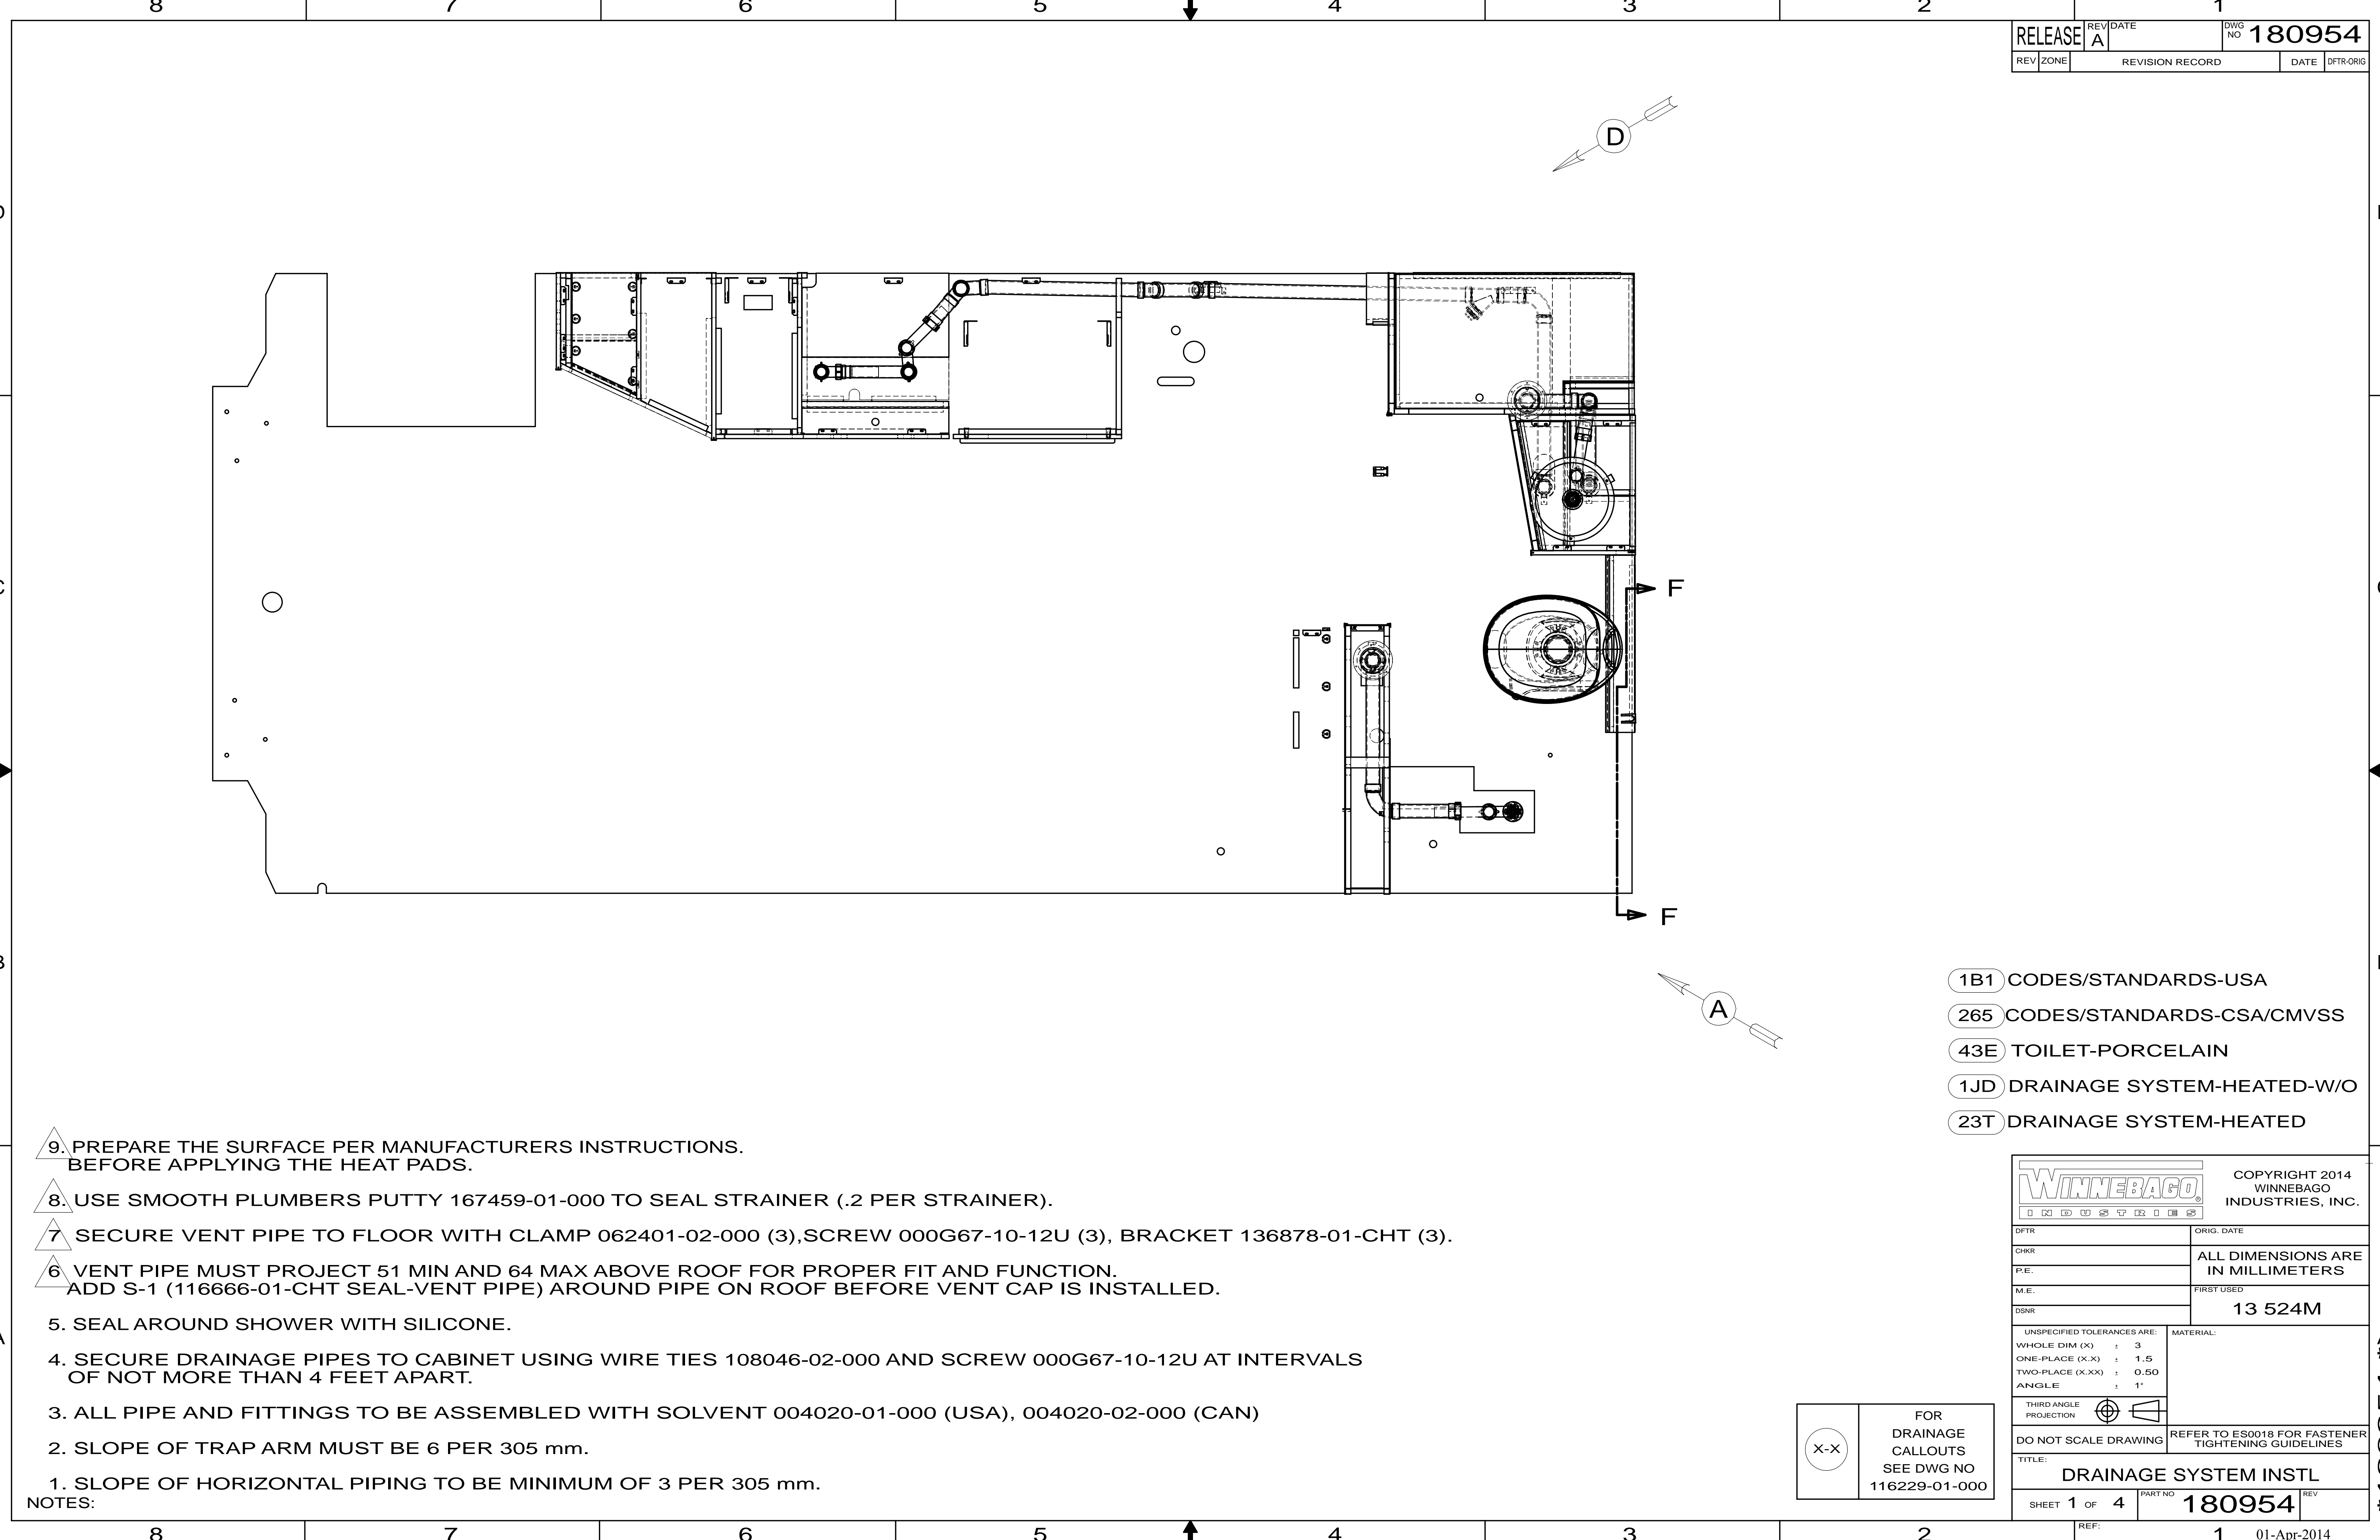 8 7 6 5 4 3 2 1
RELEASE
REV
A
DATE
DWG
NO
180954
REV ZONE REVISION RECORD DATE DFTR-ORIG
D
F
F
A
1B1 CODES/STANDARDS-USA
265 CODES/STANDARDS-CSA/CMVSS
43E TOILET-PORCELAIN
1JD DRAINAGE SYSTEM-HEATED-W/O
23T DRAINAGE SYSTEM-HEATED
9. PREPARE THE SURFACE PER MANUFACTURERS INSTRUCTIONS.
BEFORE APPLYING THE HEAT PADS.
8. USE SMOOTH PLUMBERS PUTTY 167459-01-000 TO SEAL STRAINER (.2 PER STRAINER).
7 SECURE VENT PIPE TO FLOOR WITH CLAMP 062401-02-000 (3),SCREW 000G67-10-12U (3), BRACKET 136878-01-CHT (3).
6 VENT PIPE MUST PROJECT 51 MIN AND 64 MAX ABOVE ROOF FOR PROPER FIT AND FUNCTION.
ADD S-1 (116666-01-CHT SEAL-VENT PIPE) AROUND PIPE ON ROOF BEFORE VENT CAP IS INSTALLED.
5. SEAL AROUND SHOWER WITH SILICONE.
4. SECURE DRAINAGE PIPES TO CABINET USING WIRE TIES 108046-02-000 AND SCREW 000G67-10-12U AT INTERVALS
OF NOT MORE THAN 4 FEET APART.
3. ALL PIPE AND FITTINGS TO BE ASSEMBLED WITH SOLVENT 004020-01-000 (USA), 004020-02-000 (CAN)
2. SLOPE OF TRAP ARM MUST BE 6 PER 305 mm.
1. SLOPE OF HORIZONTAL PIPING TO BE MINIMUM OF 3 PER 305 mm.
NOTES:
X-X
FOR
DRAINAGE
CALLOUTS
SEE DWG NO
116229-01-000
WINNEBAGO®
INDUSTRIES
COPYRIGHT 2014
WINNEBAGO
INDUSTRIES, INC.
DFTR
ORIG. DATE
CHKR
ALL DIMENSIONS ARE
IN MILLIMETERS
P.E.
M.E.
FIRST USED
13 524M
DSNR
UNSPECIFIED TOLERANCES ARE:
MATERIAL:
WHOLE DIM (X) ± 3
ONE-PLACE (X.X) ± 1.5
TWO-PLACE (X.XX) ± 0.50
ANGLE ± 1°
THIRD ANGLE
PROJECTION
DO NOT SCALE DRAWING
REFER TO ES0018 FOR FASTENER
TIGHTENING GUIDELINES
TITLE:
DRAINAGE SYSTEM INSTL
SHEET 1 OF 4
PART NO
180954
REV
REF:
8 7 6 5 4 3 2 1
01-Apr-2014